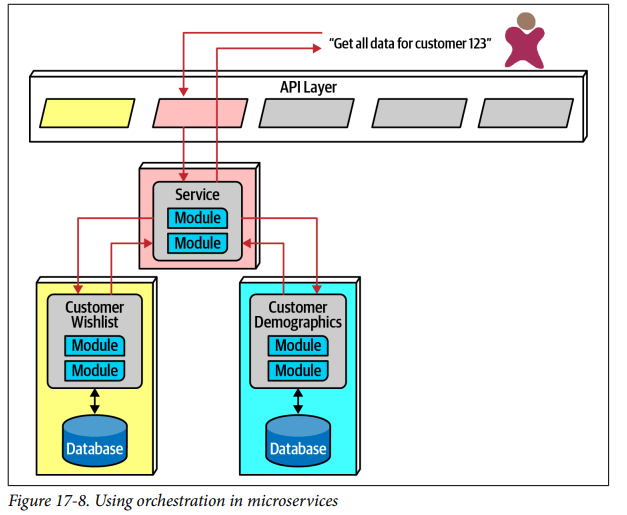 “Get all data for customer 123”
API Layer
Service
Module
Module
Customer
Wishlist
Module
Module
Database
Customer
Demographics
Module
Module
Database
Figure 17-8. Using orchestration in microservices